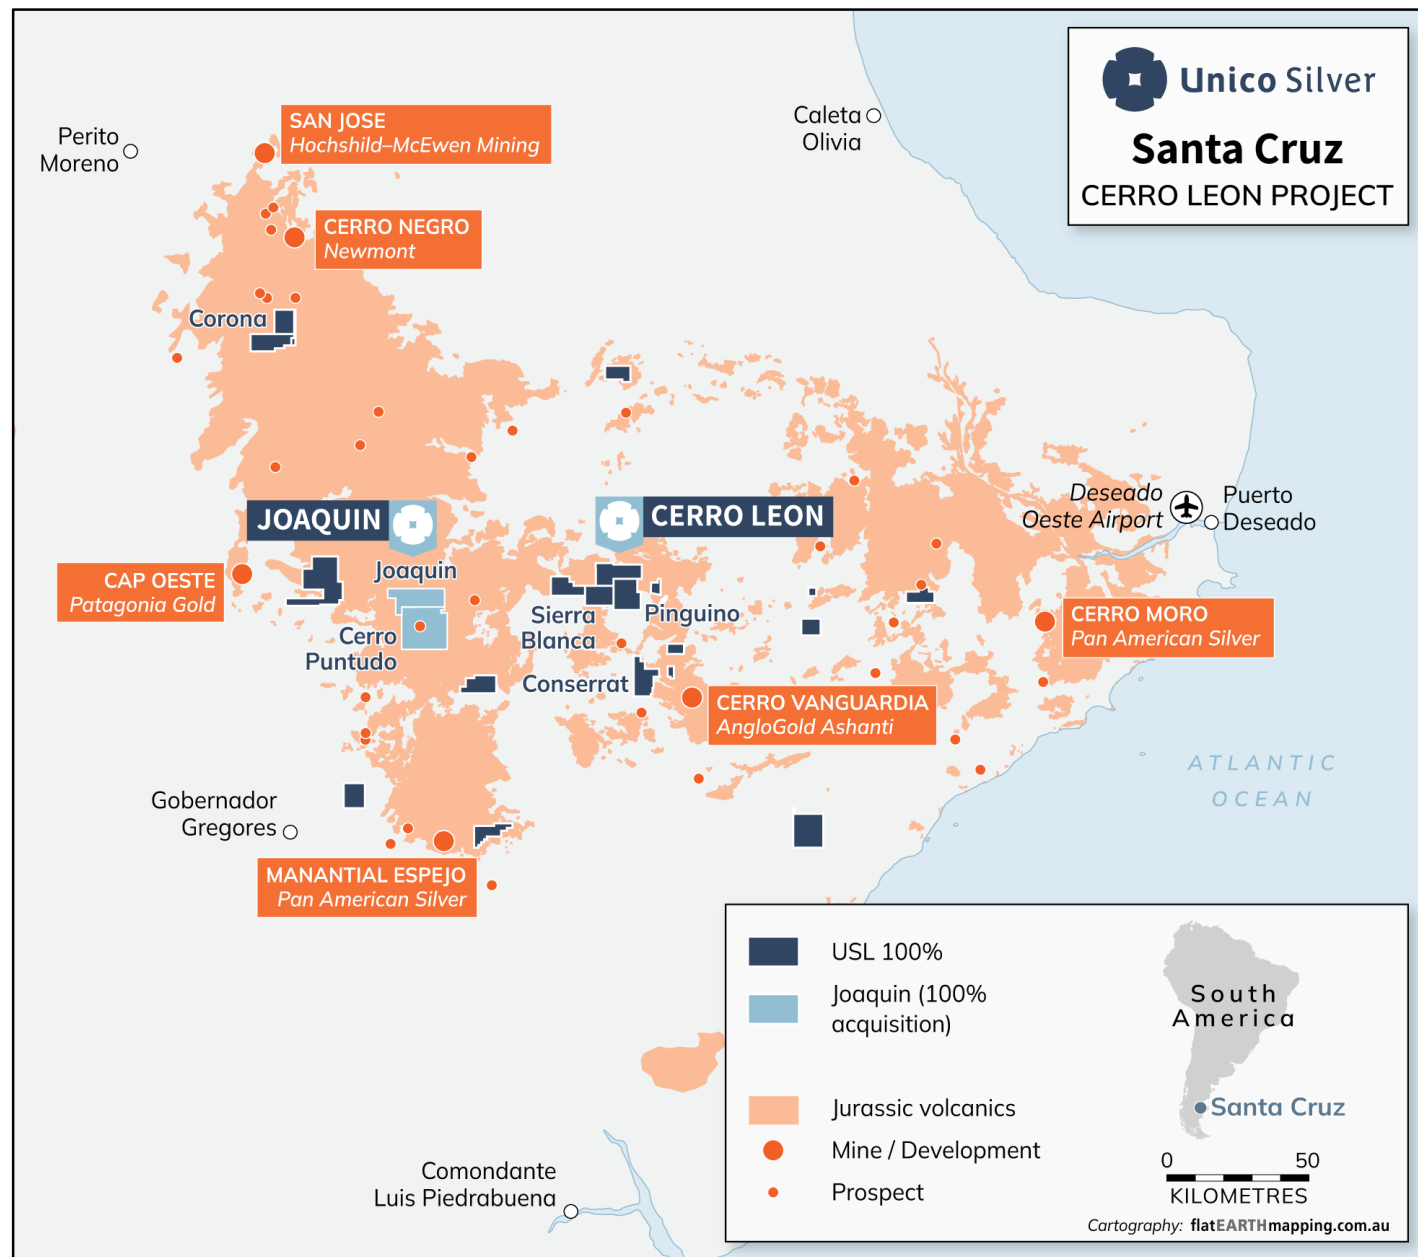 Unico Silver
Santa Cruz
CERRO LEON PROJECT
Caleta
Olivia
Perito
Moreno
SAN JOSE
Hochshild–McEwen Mining
CERRO NEGRO
Newmont
Corona
Deseado
Oeste Airport
Puerto
Deseado
JOAQUIN
CERRO LEON
CAP OESTE
Patagonia Gold
Joaquin
Cerro
Puntudo
Sierra
Blanca
Pinguino
Conserrat
CERRO MORO
Pan American Silver
CERRO VANGUARDIA
AngloGold Ashanti
ATLANTIC
OCEAN
Gobernador
Gregores
MANANTIAL ESPEJO
Pan American Silver
Comondante
Luis Piedrabuena
USL 100%
Joaquin (100%
acquisition)
Jurassic volcanics
Mine / Development
Prospect
South
America
Santa Cruz
0 50
KILOMETRES
Cartography: flatEARTHmapping.com.au